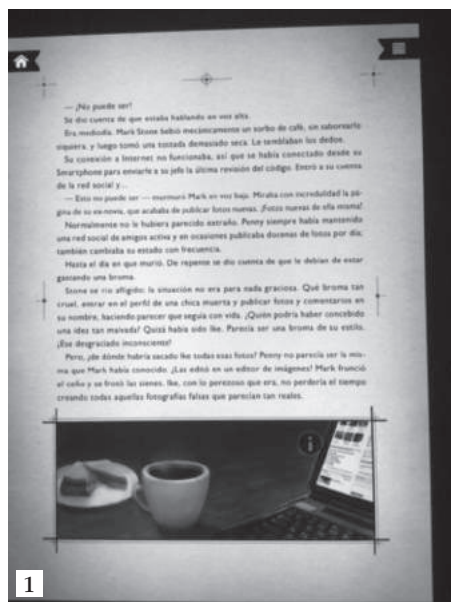 — ¡No puede ser!
Se dio cuenta de que estaba hablando en voz alta.
Era mediodía. Mark Stone bebió mecánicamente un sorbo de café, sin saborearlo
siquiera, y luego tomó una tostada demasiado seca. Le temblaban los dedos.
Su conexión a Internet no funcionaba, así que se había conectado desde su
Smartphone para enviarle a su jefe la última revisión del código. Entró a su cuenta
de la red social y...
— Esto no puede ser — murmuró Mark en voz baja. Miraba con incredulidad la pá-
gina de su ex-novia, que acababa de publicar fotos nuevas. ¡Fotos nuevas de ella misma!
Normalmente no le hubiera parecido extraño. Penny siempre había mantenido
una red social de amigos activa y en ocasiones publicaba docenas de fotos por día;
también cambiaba su estado con frecuencia.
Hasta el día en que murió. De repente se dio cuenta de que le debían de estar
gastando una broma.
Stone se rio afligido; la situación no era para nada graciosa. Qué broma tan
cruel, entrar en el perfil de una chica muerta y publicar fotos y comentarios en
su nombre, haciendo parecer que seguía con vida. ¿Quién podría haber concebido
una idea tan malvada? Quizá había sido Ike. Parecía ser una broma de su estilo.
¡Ese desgraciado inconsciente!
Pero, ¿de dónde habría sacado Ike todas esas fotos? Penny no parecía ser la mis-
ma que Mark había conocido. ¿Las editó en un editor de imágenes? Mark frunció
el ceño y se frotó las sienes. Ike, con lo perezoso que era, no perdería el tiempo
creando todas aquellas fotografías falsas que parecían tan reales.
i
1